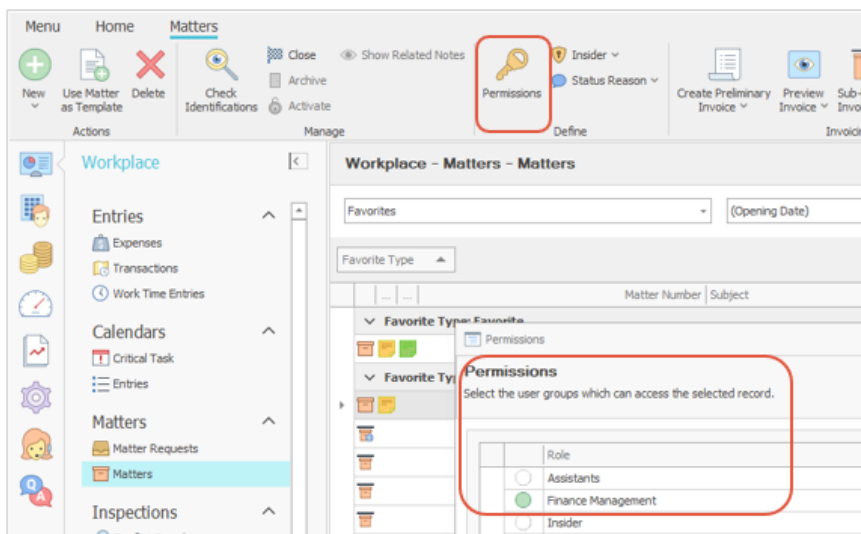 Menu Home Matters
New
Use Matter as Template
Delete
Check Identifications
Close
Archive
Activate
Show Related Notes
Permissions
Insider
Status Reason
Create Preliminary Invoice
Preview Invoice
Actions Manage Define
Workplace
Entries
Expenses
Transactions
Work Time Entries
Calendars
Critical Task
Entries
Matters
Matter Requests
Matters
Inspections
Workplace - Matters - Matters
Favorites (Opening Date)
Favorite Type
... ... Matter Number Subject
Favorite Type: Favorite
Favorite Ty
Permissions
Permissions
Select the user groups which can access the selected record.
Role
Assistants
Finance Management
Insider
Q
A